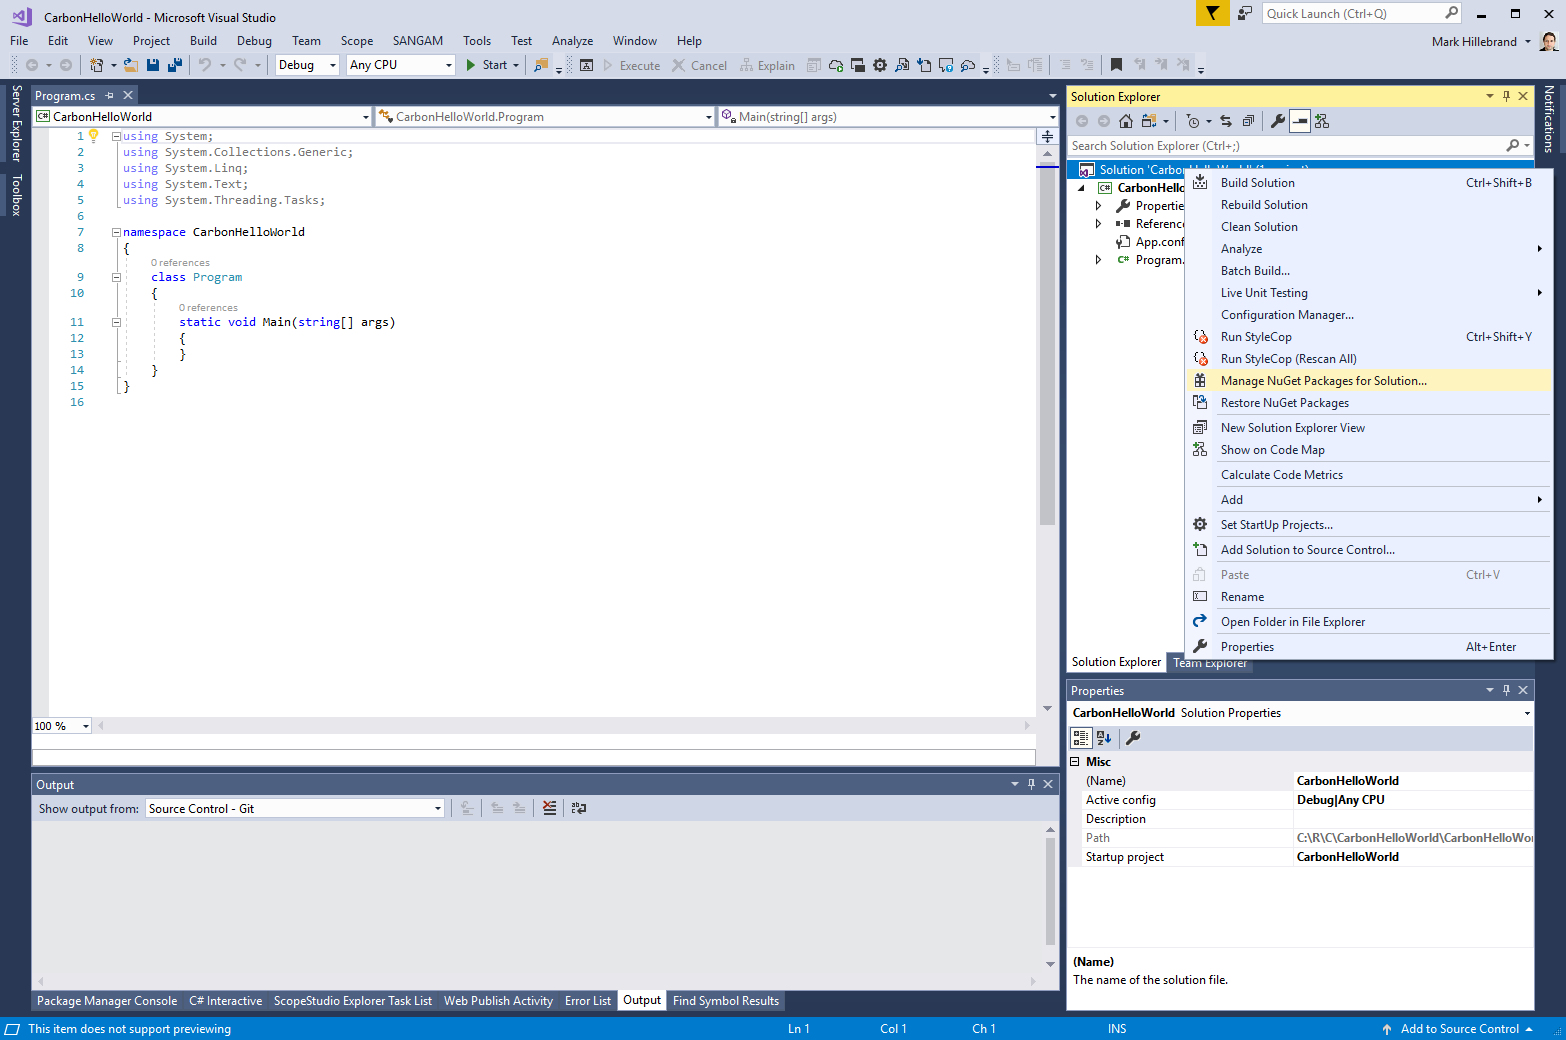 CarbonHelloWorld - Microsoft Visual Studio
Quick Launch (Ctrl+Q)
File Edit View Project Build Debug Team Scope SANGAM Tools Test Analyze Window Help
Mark Hillebrand
Debug Any CPU Start Execute Cancel Explain
Server Explorer
Toolbox
Program.cs
CarbonHelloWorld CarbonHelloWorld.Program Main(string[] args)
1 using System;
2 using System.Collections.Generic;
3 using System.Linq;
4 using System.Text;
5 using System.Threading.Tasks;
6
7 namespace CarbonHelloWorld
8 {
0 references
9 class Program
10 {
0 references
11 static void Main(string[] args)
12 {
13 }
14 }
15 }
16
100 %
Output
Show output from: Source Control - Git
Package Manager Console C# Interactive ScopeStudio Explorer Task List Web Publish Activity Error List Output Find Symbol Results
Solution Explorer
Notifications
Search Solution Explorer (Ctrl+;)
Solution 'Carbon
CarbonHello
Propertie
Referenc
App.conf
C# Program.
Build Solution Ctrl+Shift+B
Rebuild Solution
Clean Solution
Analyze
Batch Build...
Live Unit Testing
Configuration Manager...
Run StyleCop Ctrl+Shift+Y
Run StyleCop (Rescan All)
Manage NuGet Packages for Solution...
Restore NuGet Packages
New Solution Explorer View
Show on Code Map
Calculate Code Metrics
Add
Set StartUp Projects...
Add Solution to Source Control...
Paste Ctrl+V
Rename
Open Folder in File Explorer
Properties Alt+Enter
Solution Explorer Team Explorer
Properties
CarbonHelloWorld Solution Properties
Misc
(Name) CarbonHelloWorld
Active config Debug|Any CPU
Description
Path C:\R\C\CarbonHelloWorld\CarbonHelloWor
Startup project CarbonHelloWorld
(Name)
The name of the solution file.
This item does not support previewing Ln 1 Col 1 Ch 1 INS Add to Source Control